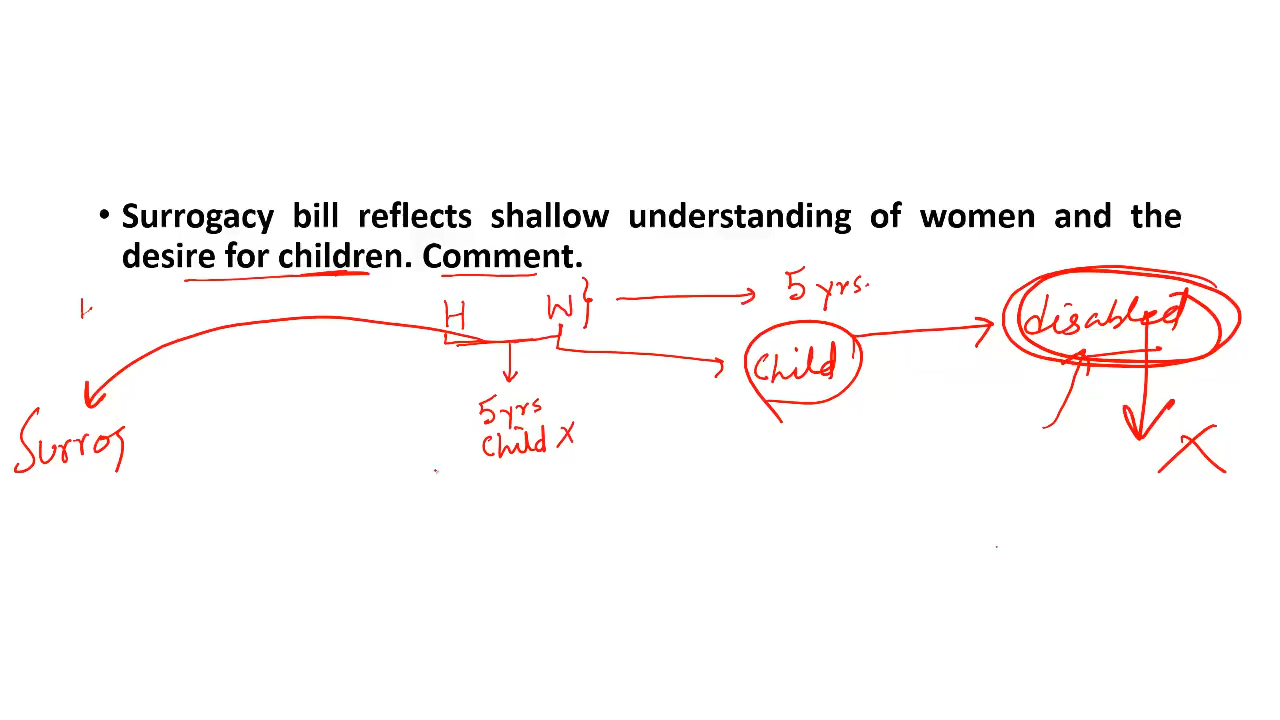 • Surrogacy bill reflects shallow understanding of women and the
desire for children. Comment.
H W } 5 yrs.
child disabled
5 yrs
child X
Surrog
X